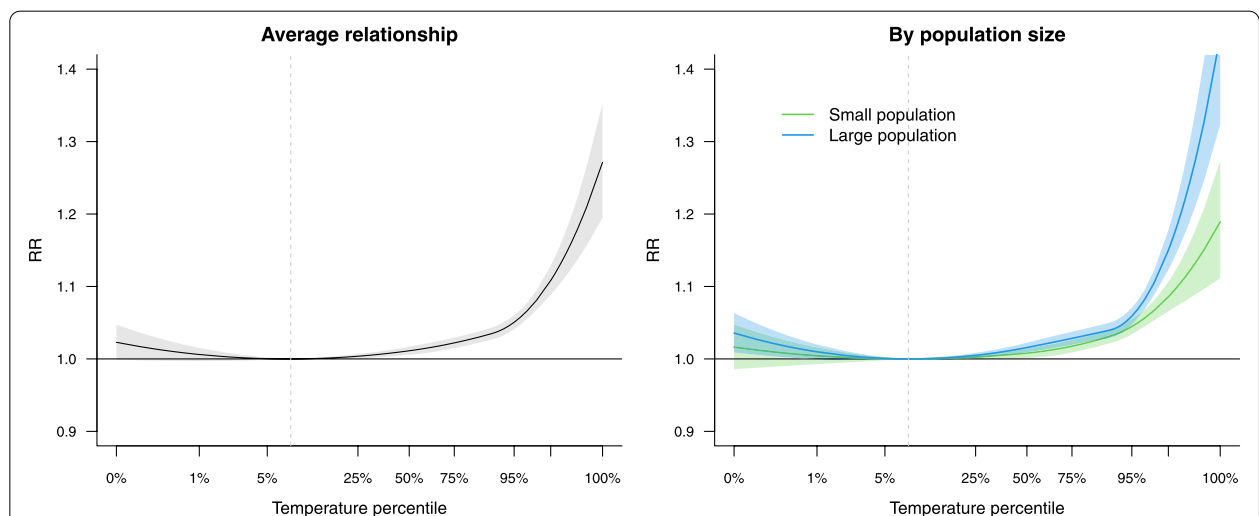 Average relationship
1.4
1.3
1.2
1.1
1.0
0.9
RR
0% 1% 5% 25% 50% 75% 95% 100%
Temperature percentile
By population size
1.4
1.3
1.2
1.1
1.0
0.9
RR
Small population
Large population
0% 1% 5% 25% 50% 75% 95% 100%
Temperature percentile